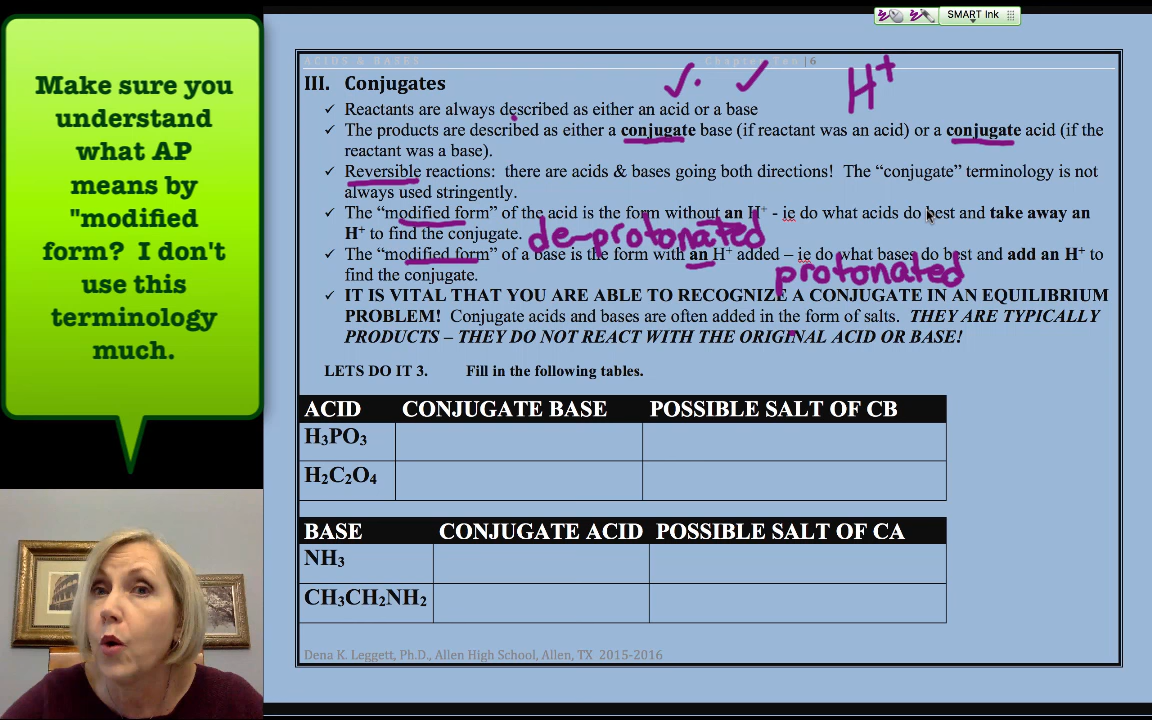 SMART Ink
Make sure you
understand
what AP
means by
"modified
form? I don't
use this
terminology
much.
ACIDS & BASES Chapter Ten | 6
H+
III. Conjugates
✓ Reactants are always described as either an acid or a base
✓ The products are described as either a conjugate base (if reactant was an acid) or a conjugate acid (if the
reactant was a base).
✓ Reversible reactions: there are acids & bases going both directions! The “conjugate” terminology is not
always used stringently.
✓ The “modified form” of the acid is the form without an H+ - ie do what acids do best and take away an
H+ to find the conjugate.
de-protonated
✓ The “modified form” of a base is the form with an H+ added – ie do what bases do best and add an H+ to
find the conjugate.
protonated
✓ IT IS VITAL THAT YOU ARE ABLE TO RECOGNIZE A CONJUGATE IN AN EQUILIBRIUM
PROBLEM! Conjugate acids and bases are often added in the form of salts. THEY ARE TYPICALLY
PRODUCTS – THEY DO NOT REACT WITH THE ORIGINAL ACID OR BASE!
LETS DO IT 3. Fill in the following tables.
ACID CONJUGATE BASE POSSIBLE SALT OF CB
H3PO3
H2C2O4
BASE CONJUGATE ACID POSSIBLE SALT OF CA
NH3
CH3CH2NH2
Dena K. Leggett, Ph.D., Allen High School, Allen, TX 2015-2016